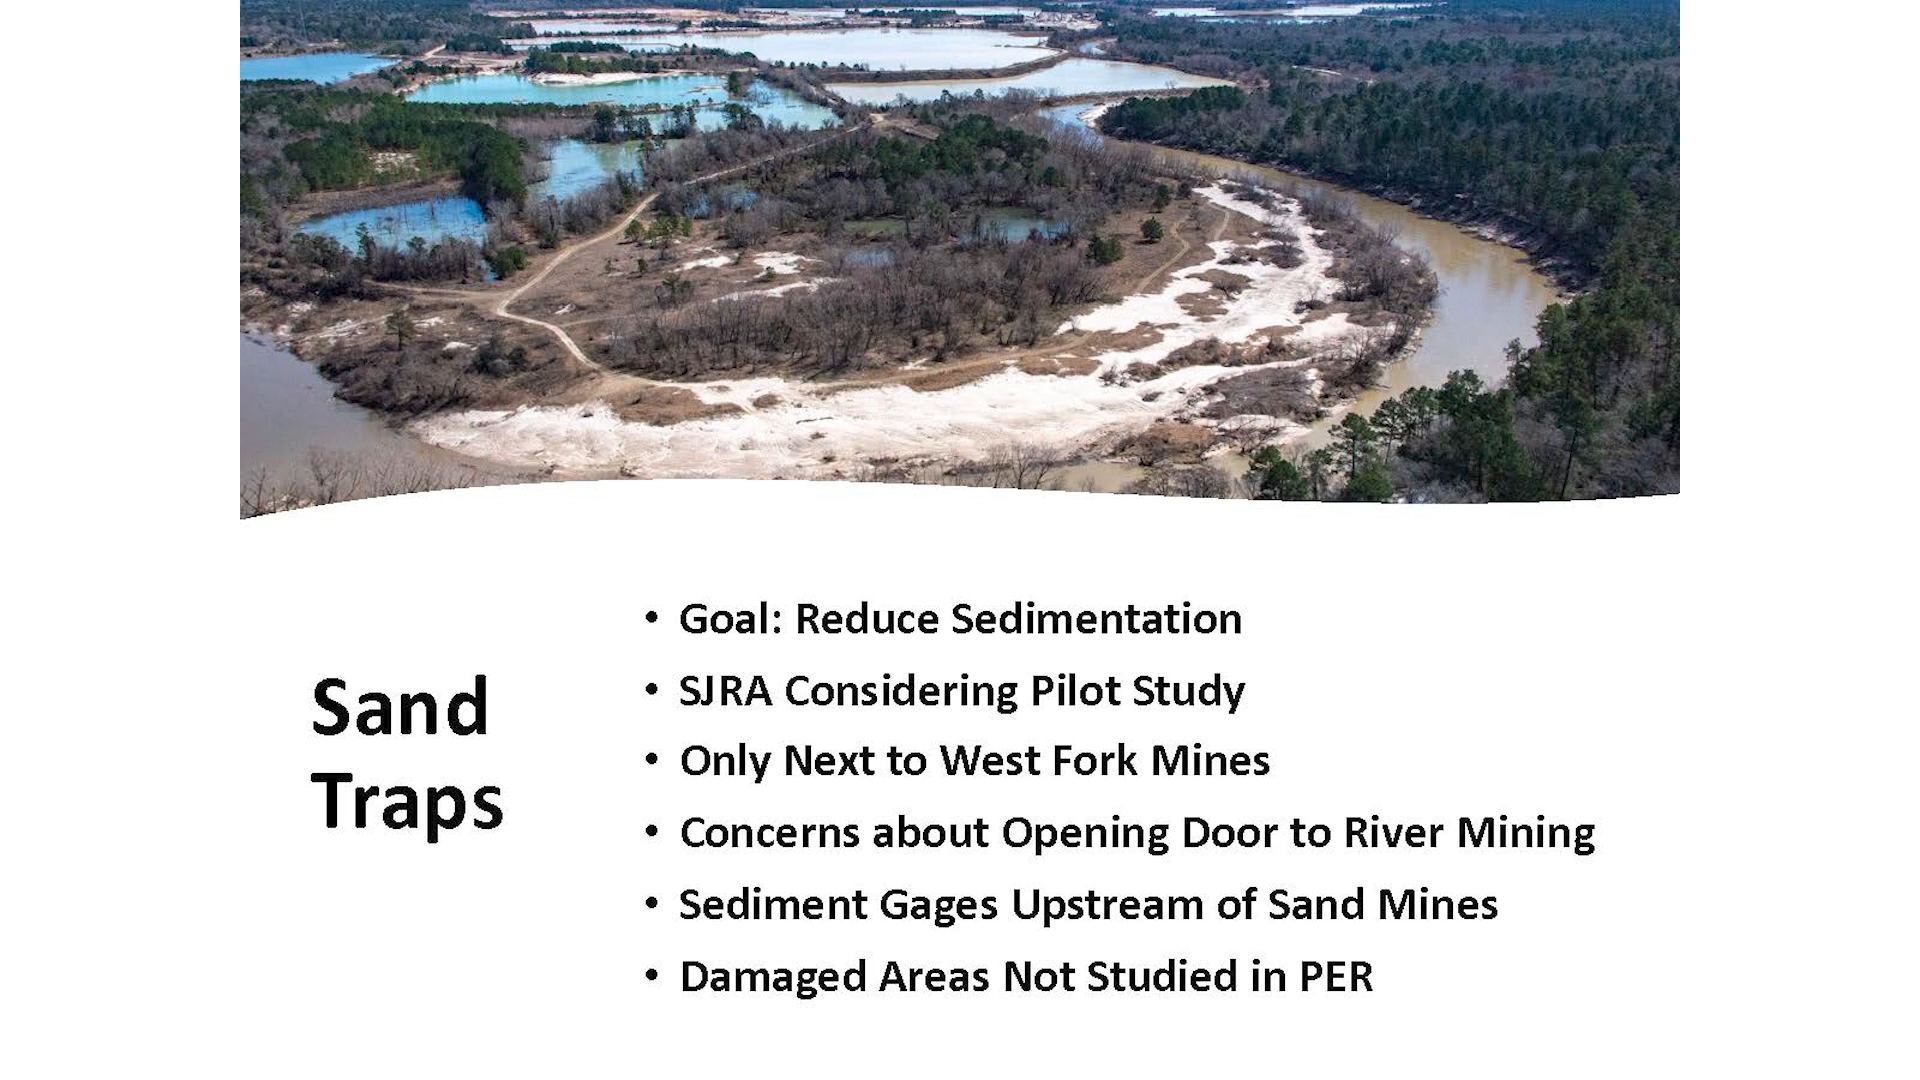 Sand
Traps
• Goal: Reduce Sedimentation
• SJRA Considering Pilot Study
• Only Next to West Fork Mines
• Concerns about Opening Door to River Mining
• Sediment Gages Upstream of Sand Mines
• Damaged Areas Not Studied in PER